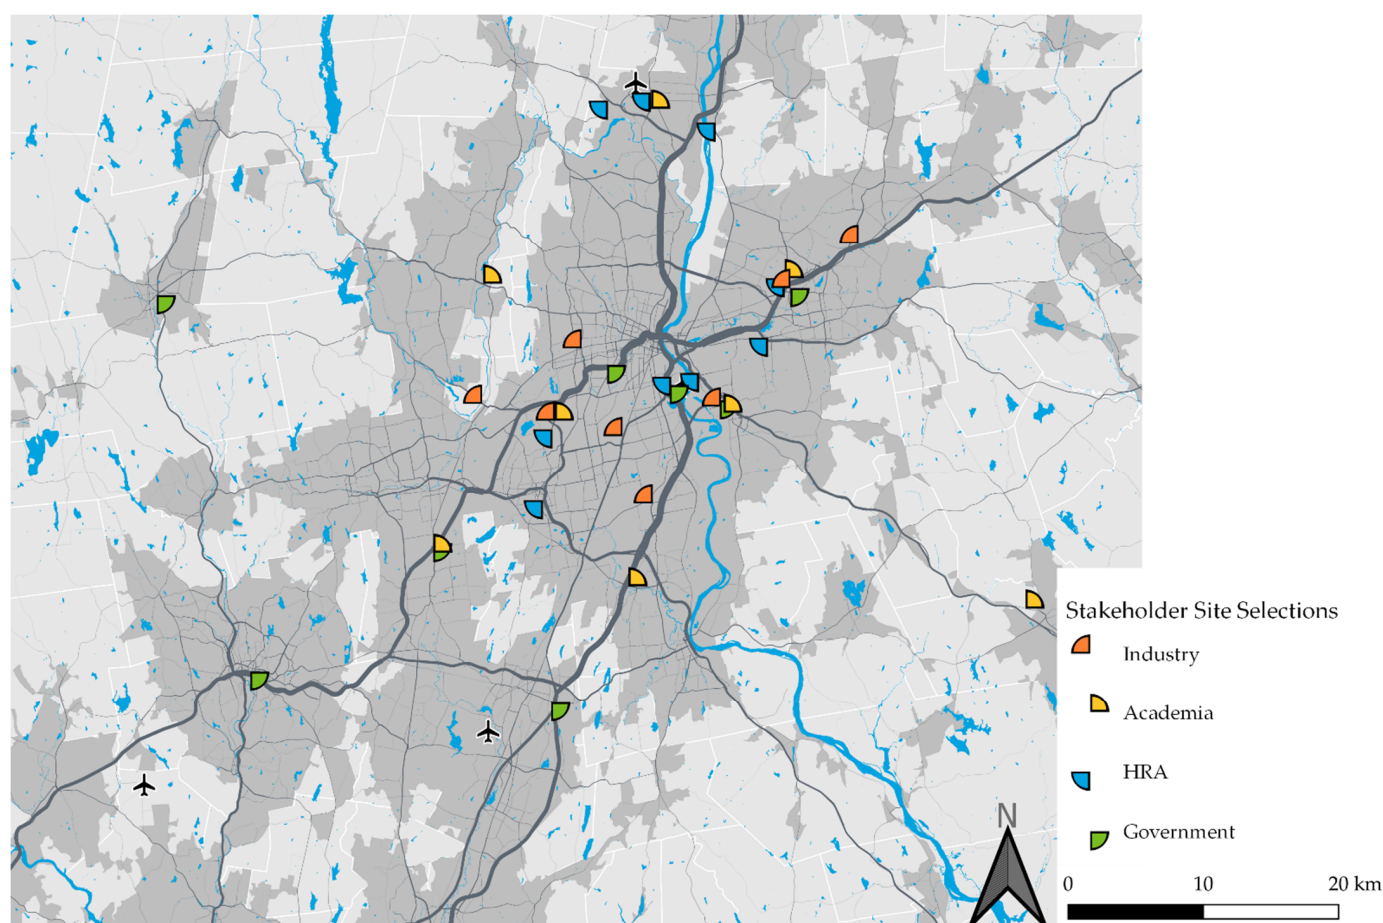 Stakeholder Site Selections
Industry
Academia
HRA
Government
N
0 10 20 km